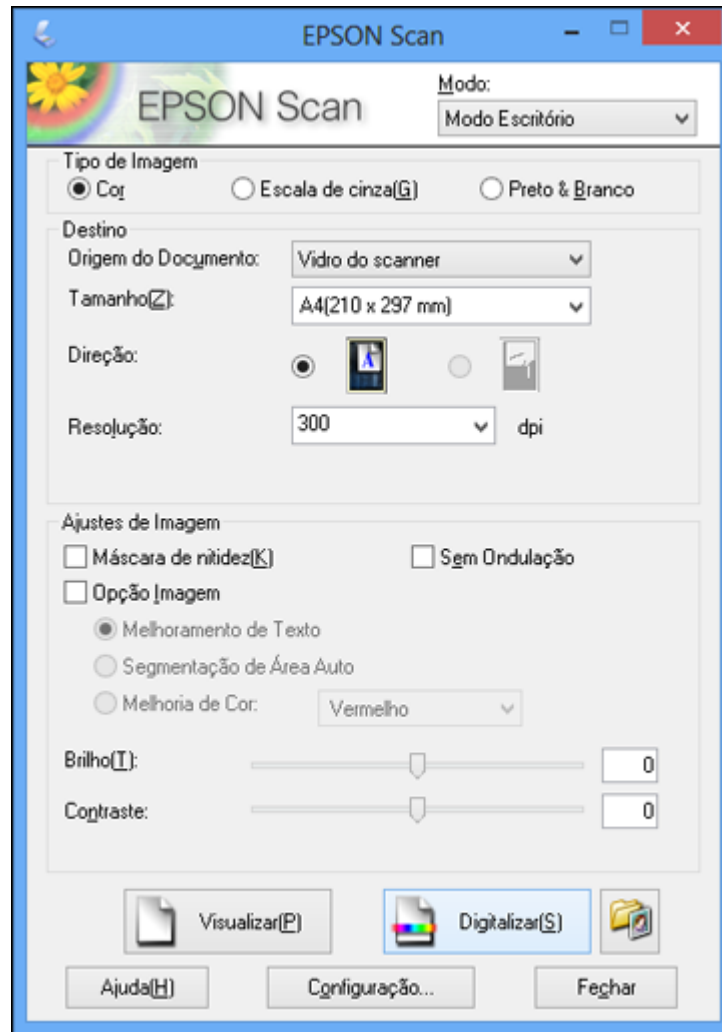 EPSON Scan
EPSON Scan
Modo:
Modo Escritório
Tipo de Imagem
Cor Escala de cinza(G) Preto & Branco
Destino
Origem do Documento: Vidro do scanner
Tamanho(Z): A4(210 x 297 mm)
Direção: A
Resolução: 300 dpi
Ajustes de Imagem
Máscara de nitidez(K) Sem Ondulação
Opção Imagem
Melhoramento de Texto
Segmentação de Área Auto
Melhoria de Cor: Vermelho
Brilho(T): 0
Contraste: 0
Visualizar(P) Digitalizar(S)
Ajuda(H) Configuração... Fechar